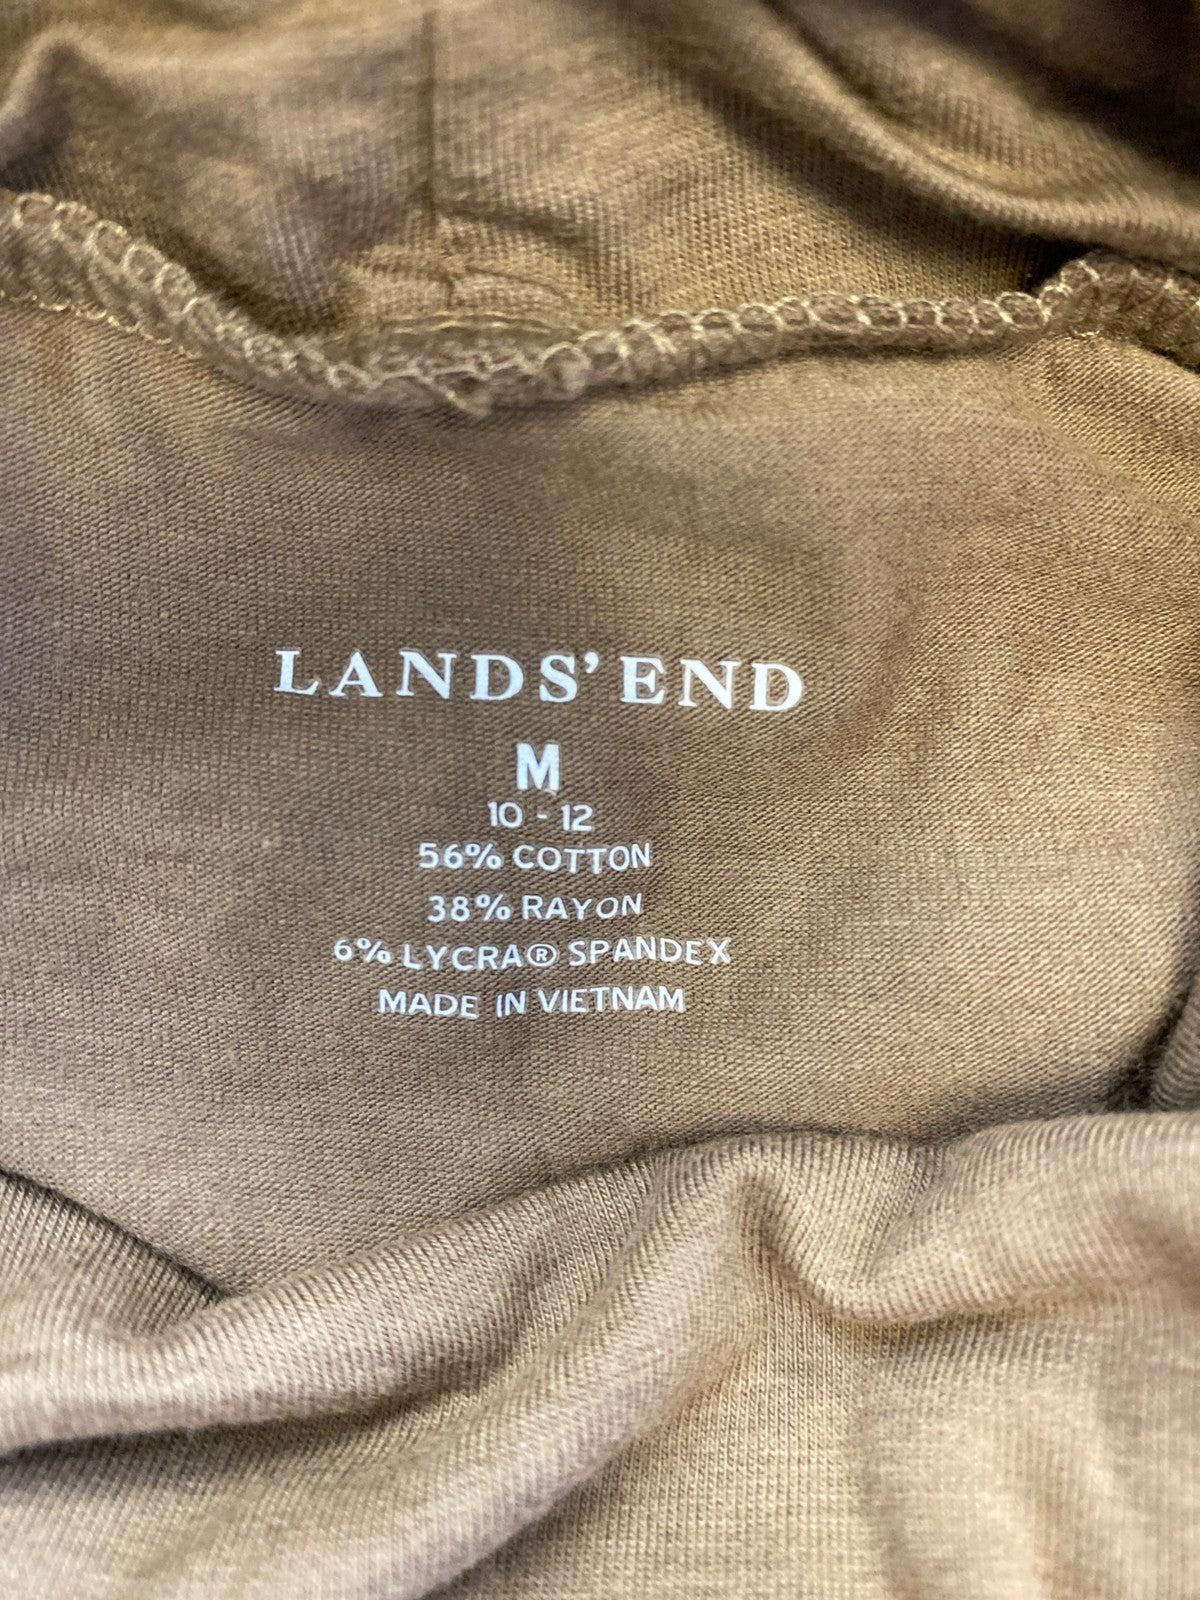 LANDS' END
M
10 - 12
56% COTTON
38% RAYON
6% LYCRA® SPANDEX
MADE IN VIETNAM